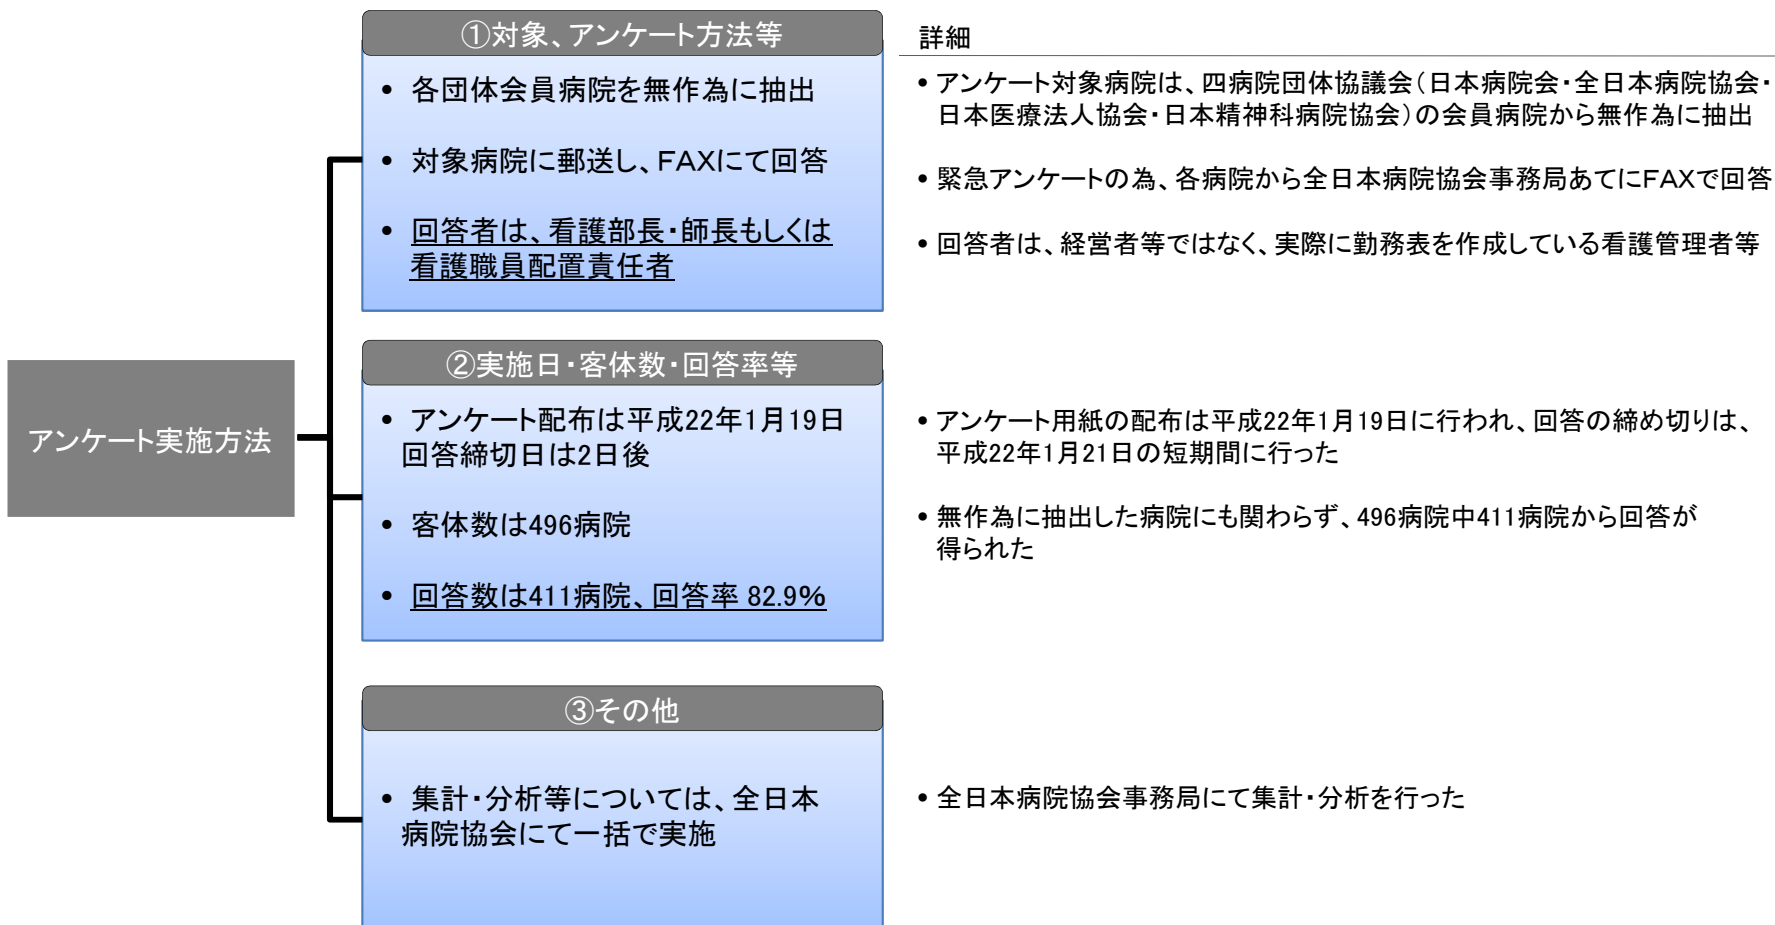 アンケート実施方法
①対象、アンケート方法等
• 各団体会員病院を無作為に抽出
• 対象病院に郵送し、FAXにて回答
• 回答者は、看護部長・師長もしくは
看護職員配置責任者
②実施日・客体数・回答率等
• アンケート配布は平成22年1月19日
回答締切日は2日後
• 客体数は496病院
• 回答数は411病院、回答率 82.9%
③その他
• 集計・分析等については、全日本
病院協会にて一括で実施
詳細
• アンケート対象病院は、四病院団体協議会(日本病院会・全日本病院協会・
日本医療法人協会・日本精神科病院協会)の会員病院から無作為に抽出
• 緊急アンケートの為、各病院から全日本病院協会事務局あてにFAXで回答
• 回答者は、経営者等ではなく、実際に勤務表を作成している看護管理者等
• アンケート用紙の配布は平成22年1月19日に行われ、回答の締め切りは、
平成22年1月21日の短期間に行った
• 無作為に抽出した病院にも関わらず、496病院中411病院から回答が
得られた
• 全日本病院協会事務局にて集計・分析を行った